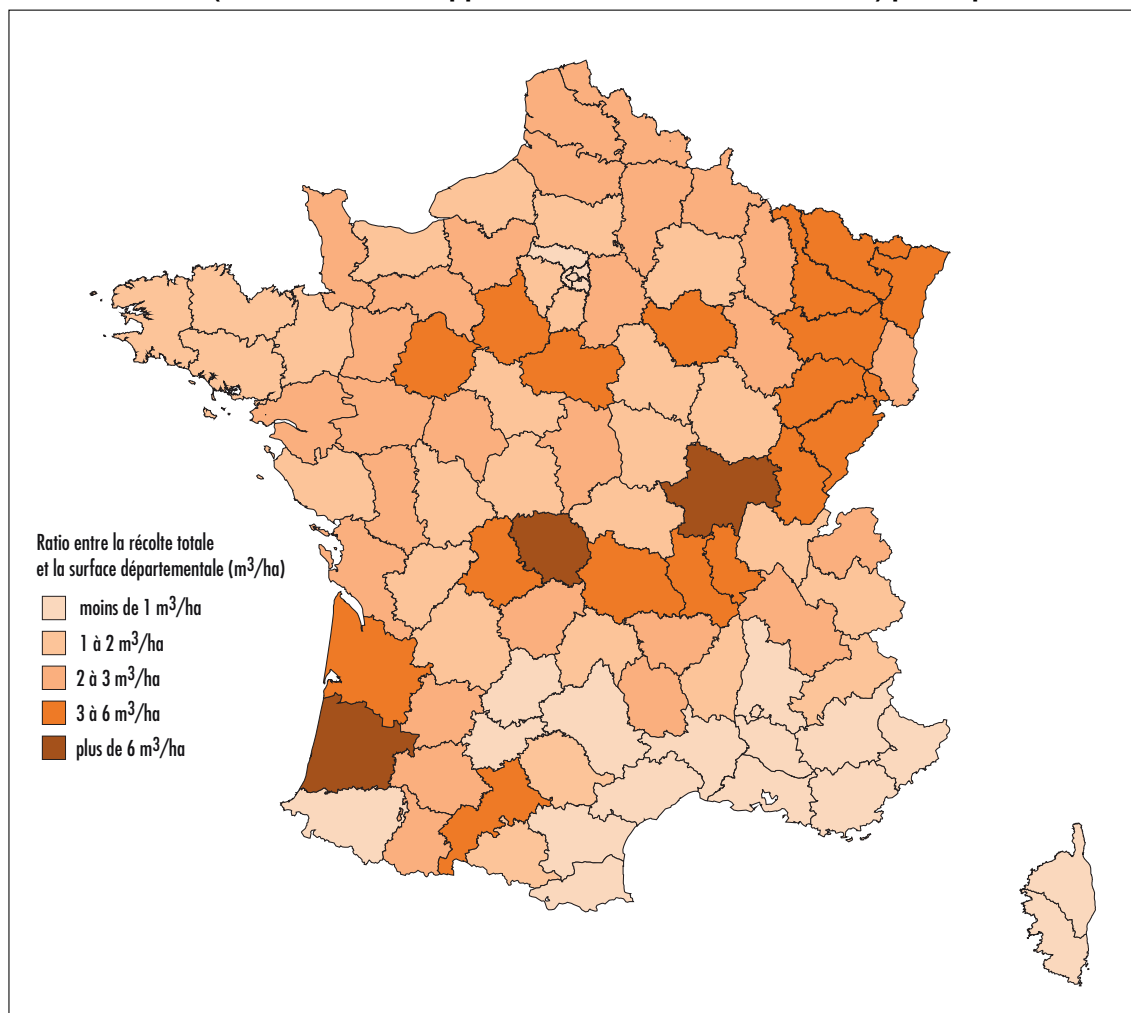 Ratio entre la récolte totale
et la surface départementale (m³/ha)
moins de 1 m³/ha
1 à 2 m³/ha
2 à 3 m³/ha
3 à 6 m³/ha
plus de 6 m³/ha